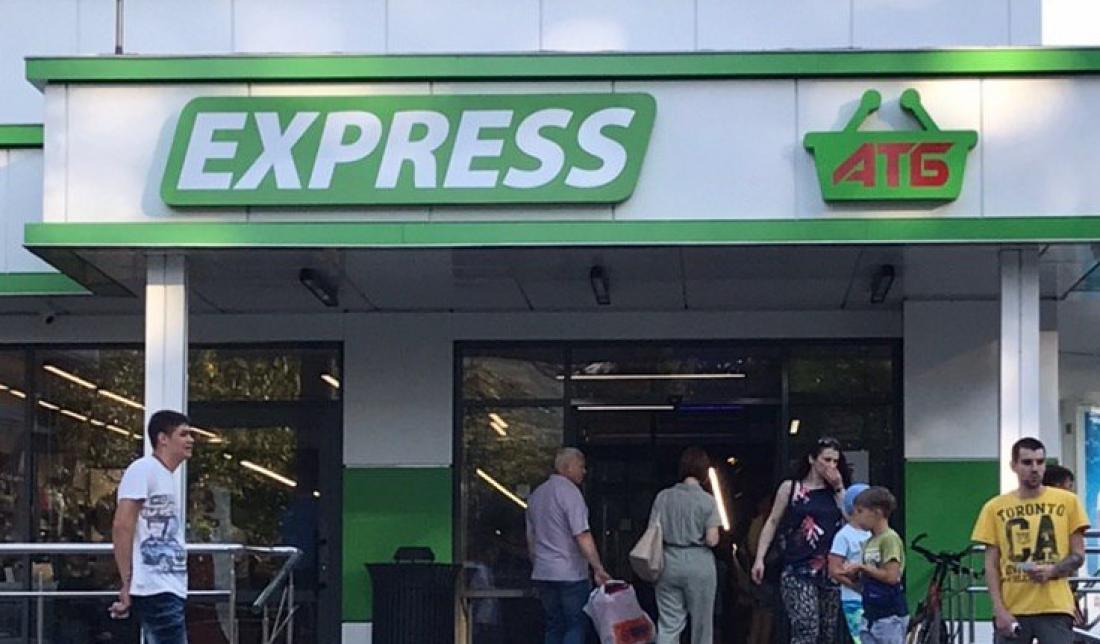 EXPRESS
АТБ
TORONTO
CA